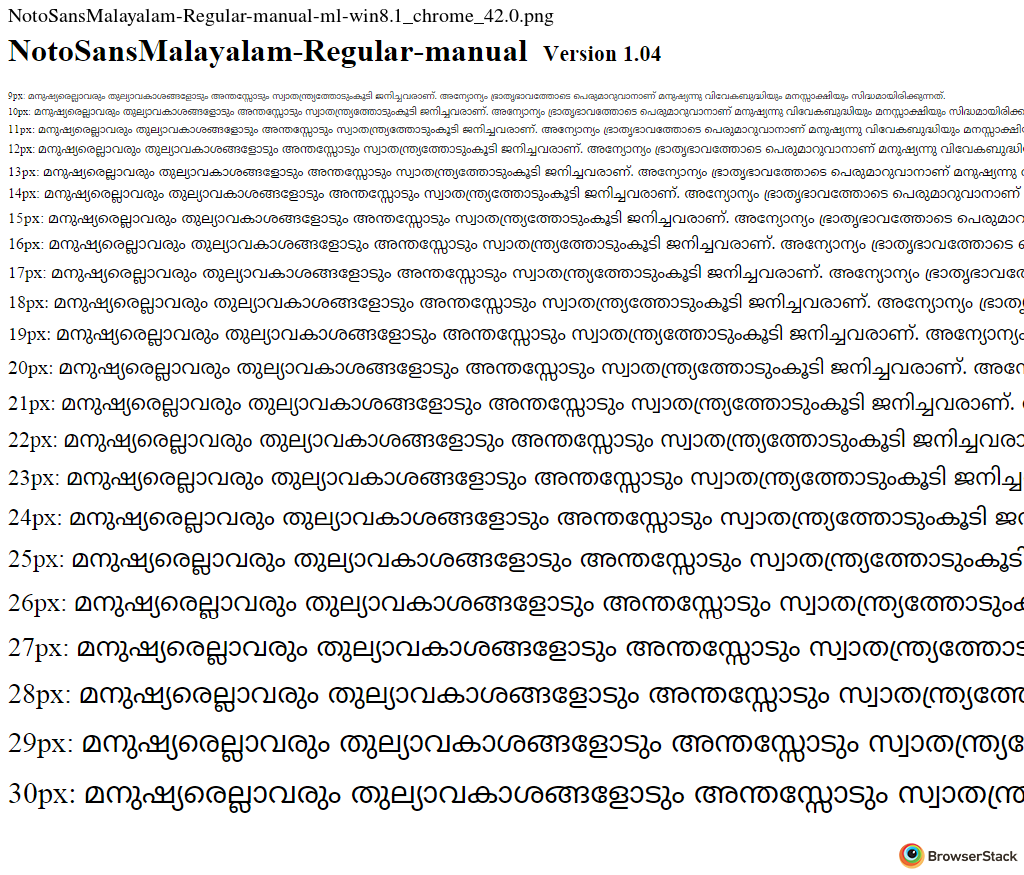 NotoSansMalayalam-Regular-manual-ml-win8.1_chrome_42.0.png
NotoSansMalayalam-Regular-manual Version 1.04
9px: മനുഷ്യരെല്ലാവരും തുല്യാവകാശങ്ങളോടും അന്തസ്സോടും സ്വാതന്ത്ര്യത്തോടുംകൂടി ജനിച്ചവരാണ്. അന്യോന്യം ഭ്രാതൃഭാവത്തോടെ പെരുമാറുവാനാണ് മനുഷ്യന്നു വിവേകബുദ്ധിയും മനസ്സാക്ഷിയും സിദ്ധമായിരിക്കുന്നത്.
10px: മനുഷ്യരെല്ലാവരും തുല്യാവകാശങ്ങളോടും അന്തസ്സോടും സ്വാതന്ത്ര്യത്തോടുംകൂടി ജനിച്ചവരാണ്. അന്യോന്യം ഭ്രാതൃഭാവത്തോടെ പെരുമാറുവാനാണ് മനുഷ്യന്നു വിവേകബുദ്ധിയും മനസ്സാക്ഷിയും
11px: മനുഷ്യരെല്ലാവരും തുല്യാവകാശങ്ങളോടും അന്തസ്സോടും സ്വാതന്ത്ര്യത്തോടുംകൂടി ജനിച്ചവരാണ്. അന്യോന്യം ഭ്രാതൃഭാവത്തോടെ പെരുമാറുവാനാണ് മനുഷ്യന്നു വിവേകബുദ്ധിയും
12px: മനുഷ്യരെല്ലാവരും തുല്യാവകാശങ്ങളോടും അന്തസ്സോടും സ്വാതന്ത്ര്യത്തോടുംകൂടി ജനിച്ചവരാണ്. അന്യോന്യം ഭ്രാതൃഭാവത്തോടെ പെരുമാറുവാനാണ് മനുഷ്യന്നു
13px: മനുഷ്യരെല്ലാവരും തുല്യാവകാശങ്ങളോടും അന്തസ്സോടും സ്വാതന്ത്ര്യത്തോടുംകൂടി ജനിച്ചവരാണ്. അന്യോന്യം ഭ്രാതൃഭാവത്തോടെ പെരുമാറുവാനാണ് മനുഷ്യന്നു
14px: മനുഷ്യരെല്ലാവരും തുല്യാവകാശങ്ങളോടും അന്തസ്സോടും സ്വാതന്ത്ര്യത്തോടുംകൂടി ജനിച്ചവരാണ്. അന്യോന്യം ഭ്രാതൃഭാവത്തോടെ പെരുമാറുവാനാണ്
15px: മനുഷ്യരെല്ലാവരും തുല്യാവകാശങ്ങളോടും അന്തസ്സോടും സ്വാതന്ത്ര്യത്തോടുംകൂടി ജനിച്ചവരാണ്. അന്യോന്യം ഭ്രാതൃഭാവത്തോടെ
16px: മനുഷ്യരെല്ലാവരും തുല്യാവകാശങ്ങളോടും അന്തസ്സോടും സ്വാതന്ത്ര്യത്തോടുംകൂടി ജനിച്ചവരാണ്. അന്യോന്യം ഭ്രാതൃഭാവത്തോടെ
17px: മനുഷ്യരെല്ലാവരും തുല്യാവകാശങ്ങളോടും അന്തസ്സോടും സ്വാതന്ത്ര്യത്തോടുംകൂടി ജനിച്ചവരാണ്. അന്യോന്യം
18px: മനുഷ്യരെല്ലാവരും തുല്യാവകാശങ്ങളോടും അന്തസ്സോടും സ്വാതന്ത്ര്യത്തോടുംകൂടി ജനിച്ചവരാണ്. അന്യോന്യം
19px: മനുഷ്യരെല്ലാവരും തുല്യാവകാശങ്ങളോടും അന്തസ്സോടും സ്വാതന്ത്ര്യത്തോടുംകൂടി ജനിച്ചവരാണ്. അന്യോന്യം
20px: മനുഷ്യരെല്ലാവരും തുല്യാവകാശങ്ങളോടും അന്തസ്സോടും സ്വാതന്ത്ര്യത്തോടുംകൂടി ജനിച്ചവരാണ്.
21px: മനുഷ്യരെല്ലാവരും തുല്യാവകാശങ്ങളോടും അന്തസ്സോടും സ്വാതന്ത്ര്യത്തോടുംകൂടി ജനിച്ചവരാണ്.
22px: മനുഷ്യരെല്ലാവരും തുല്യാവകാശങ്ങളോടും അന്തസ്സോടും സ്വാതന്ത്ര്യത്തോടുംകൂടി ജനിച്ചവരാ
23px: മനുഷ്യരെല്ലാവരും തുല്യാവകാശങ്ങളോടും അന്തസ്സോടും സ്വാതന്ത്ര്യത്തോടുംകൂടി ജനിച്ച
24px: മനുഷ്യരെല്ലാവരും തുല്യാവകാശങ്ങളോടും അന്തസ്സോടും സ്വാതന്ത്ര്യത്തോടുംകൂടി
25px: മനുഷ്യരെല്ലാവരും തുല്യാവകാശങ്ങളോടും അന്തസ്സോടും സ്വാതന്ത്ര്യത്തോടുംകൂടി
26px: മനുഷ്യരെല്ലാവരും തുല്യാവകാശങ്ങളോടും അന്തസ്സോടും സ്വാതന്ത്ര്യത്തോടും
27px: മനുഷ്യരെല്ലാവരും തുല്യാവകാശങ്ങളോടും അന്തസ്സോടും സ്വാതന്ത്ര്യത്തോട
28px: മനുഷ്യരെല്ലാവരും തുല്യാവകാശങ്ങളോടും അന്തസ്സോടും സ്വാതന്ത്ര്യത്തോ
29px: മനുഷ്യരെല്ലാവരും തുല്യാവകാശങ്ങളോടും അന്തസ്സോടും സ്വാതന്ത്ര്യ
30px: മനുഷ്യരെല്ലാവരും തുല്യാവകാശങ്ങളോടും അന്തസ്സോടും സ്വാതന്ത്ര
BrowserStack